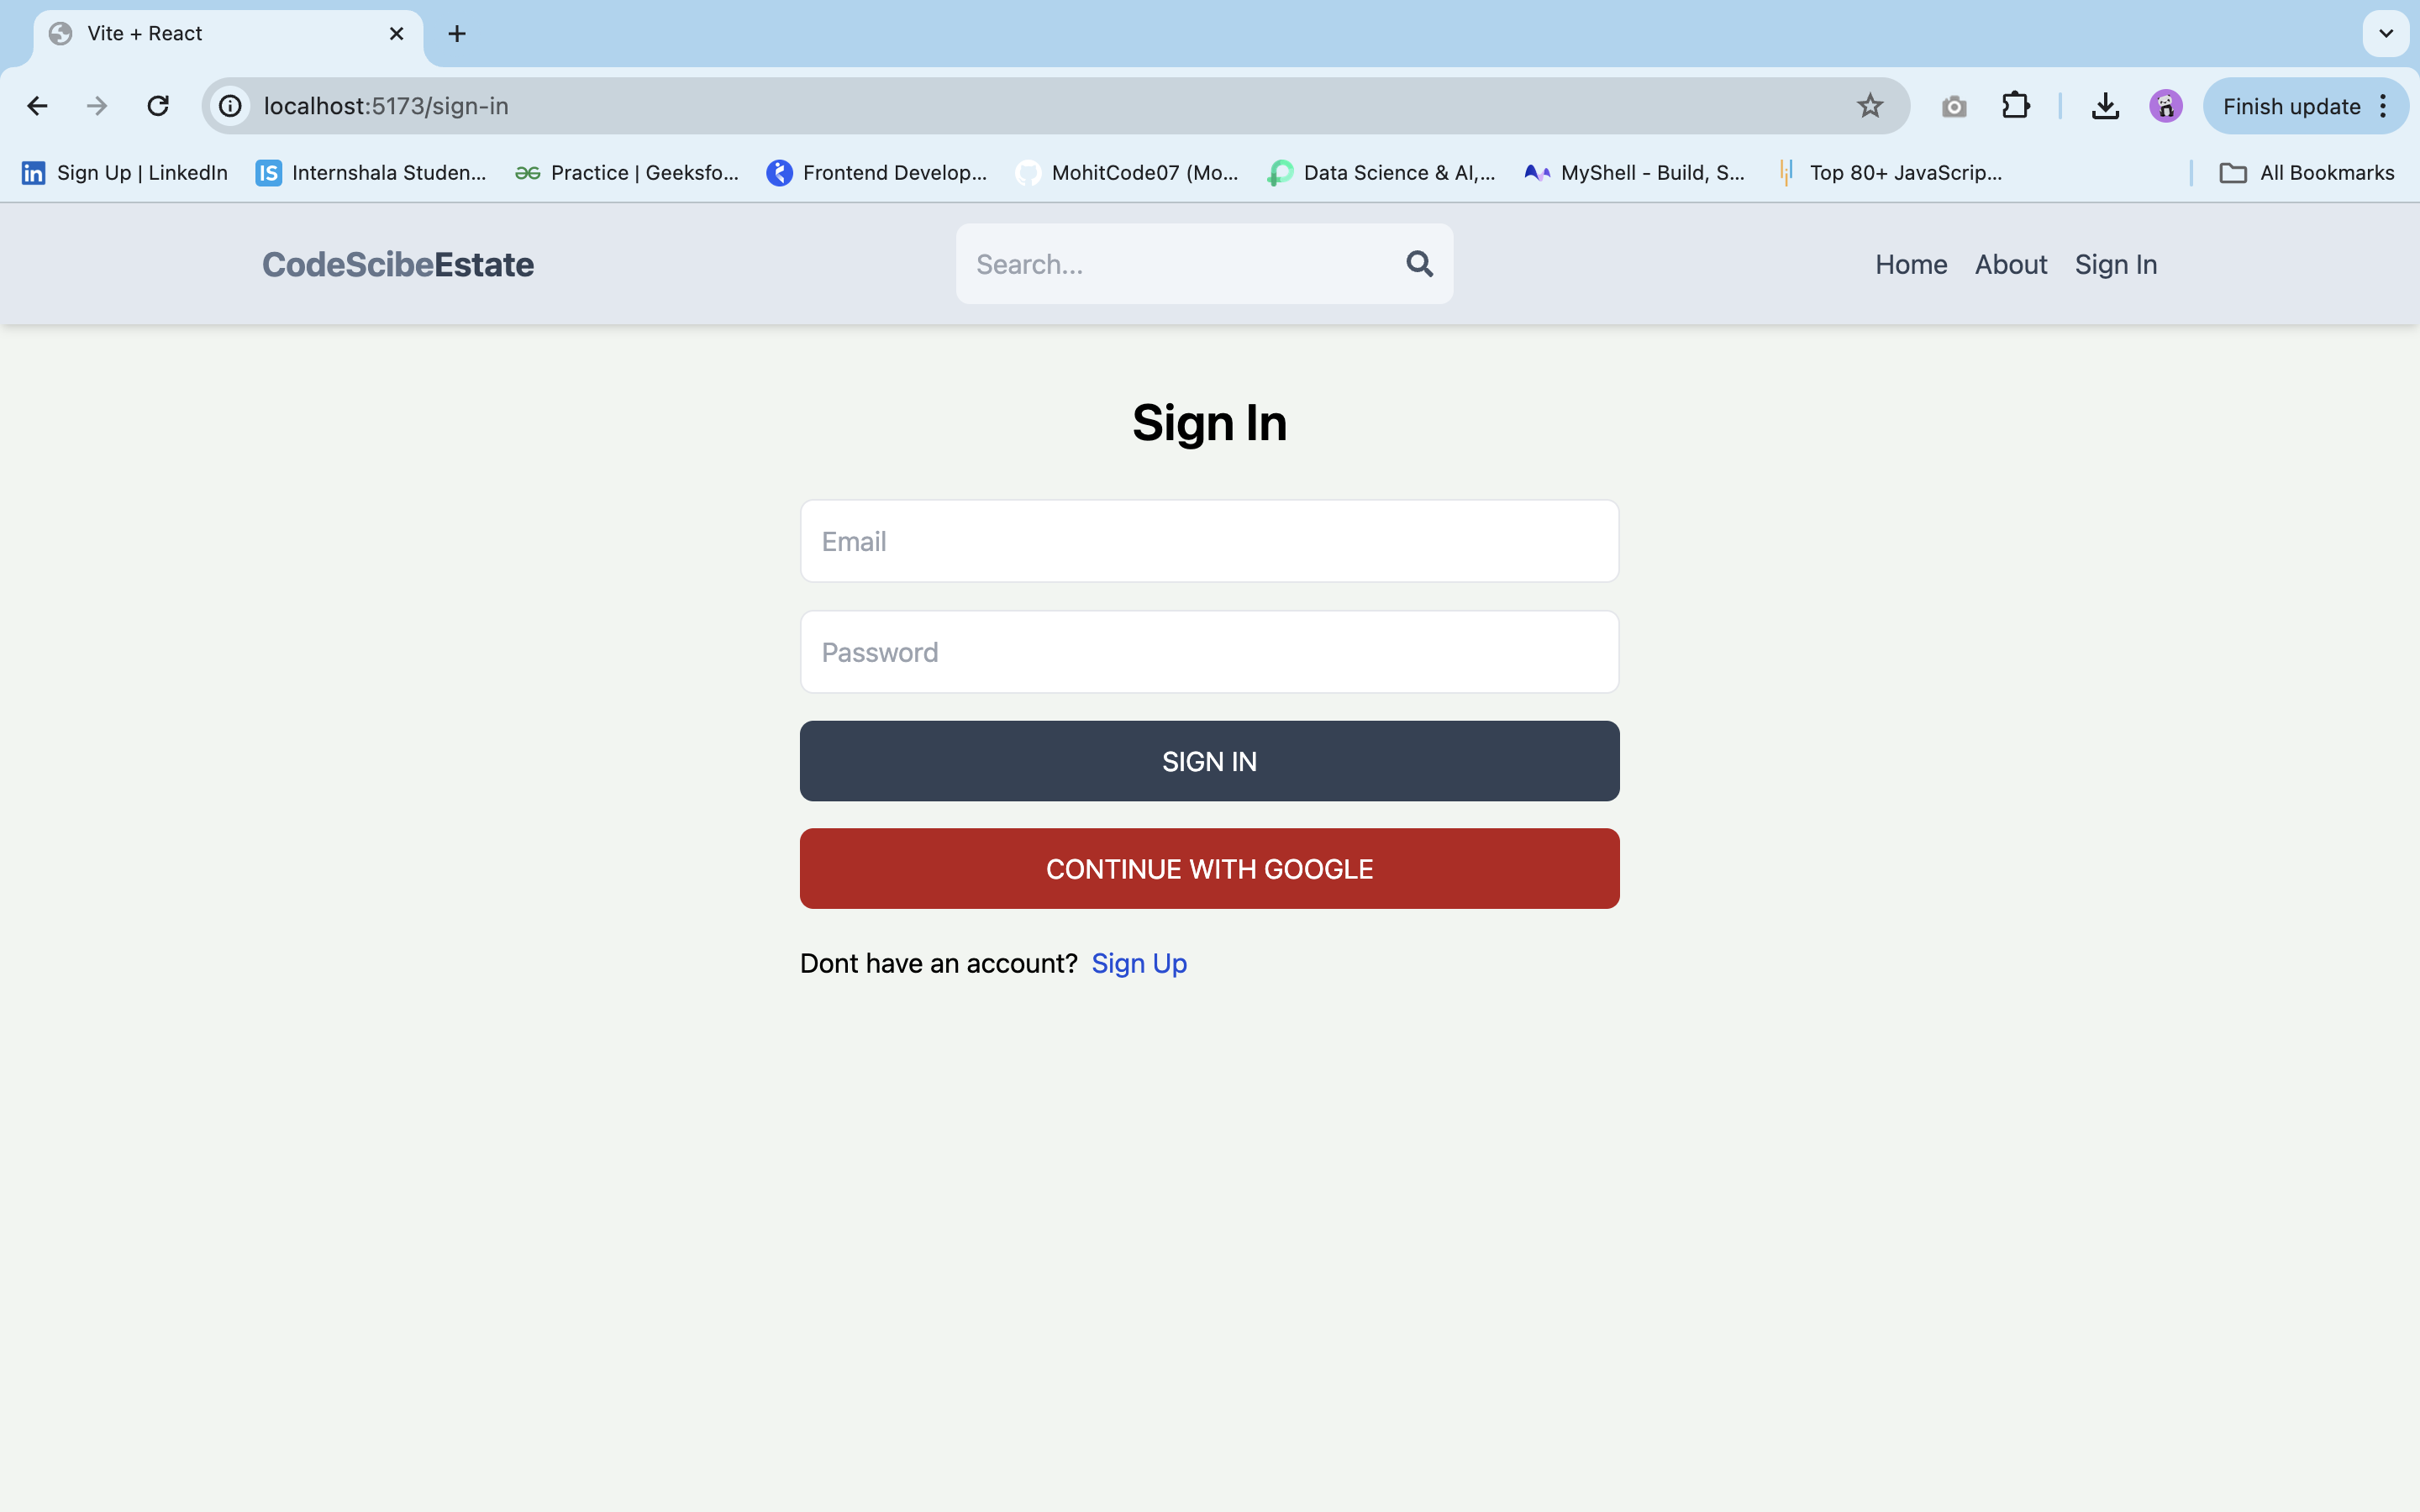 Vite + React
localhost:5173/sign-in
Finish update
Sign Up | LinkedIn
IS Internshala Studen...
Practice | Geeksfo...
Frontend Develop...
MohitCode07 (Mo...
Data Science & AI,...
MyShell - Build, S...
Top 80+ JavaScrip...
All Bookmarks
CodeScibeEstate
Search...
Home About Sign In
Sign In
Email
Password
SIGN IN
CONTINUE WITH GOOGLE
Dont have an account? Sign Up